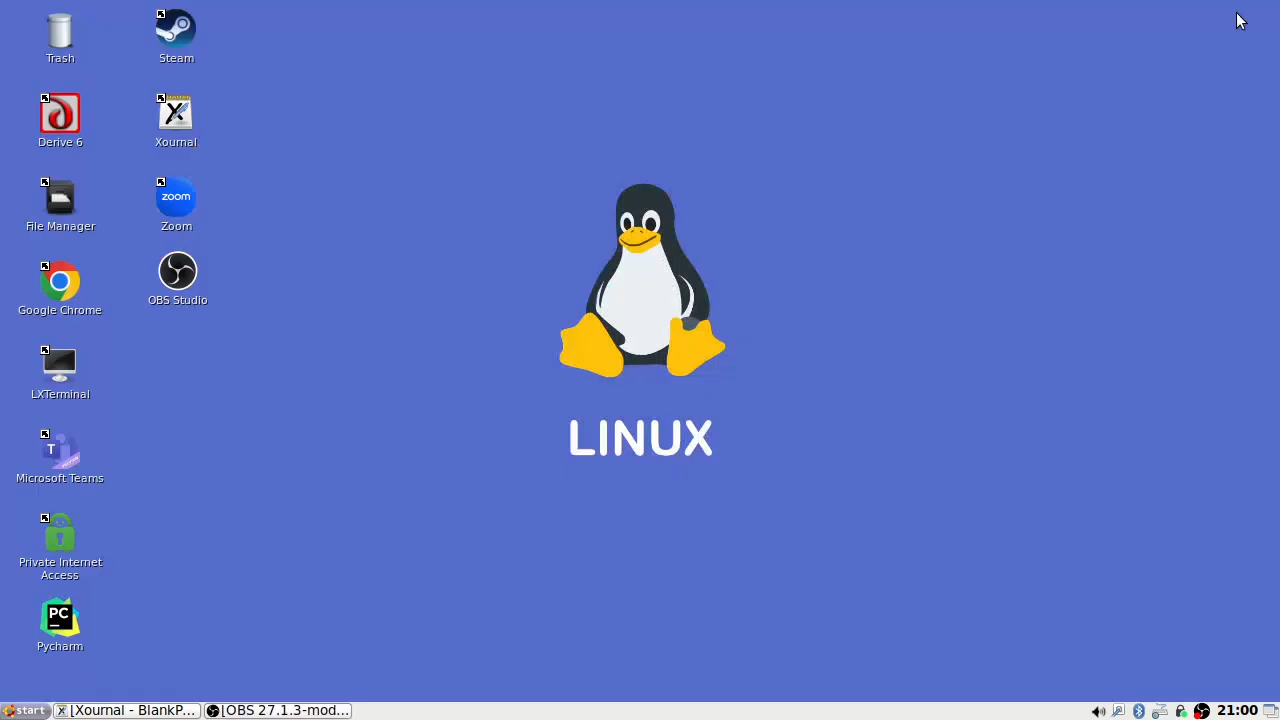 Trash
Steam
Derive 6
Xournal
File Manager
zoom
Zoom
Google Chrome
OBS Studio
LXTerminal
T
Microsoft Teams
Private Internet
Access
PC
Pycharm
LINUX
start
[Xournal - BlankP...
[OBS 27.1.3-mod...
21:00